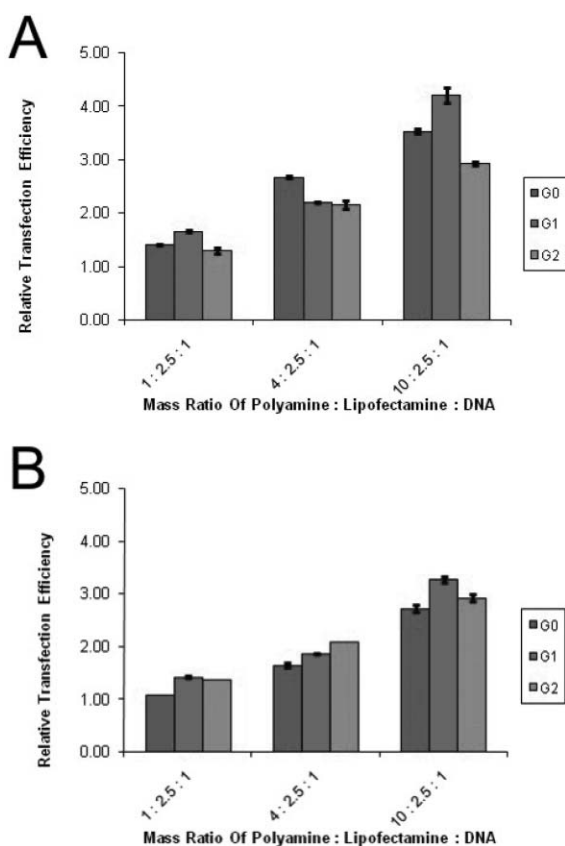 A
5.00
4.00
3.00
2.00
1.00
0.00
Relative Transfection Efficiency
1 : 2.5 : 1
4 : 2.5 : 1
10 : 2.5 : 1
Mass Ratio Of Polyamine : Lipofectamine : DNA
G0
G1
G2
B
5.00
4.00
3.00
2.00
1.00
0.00
Relative Transfection Efficiency
1 : 2.5 : 1
4 : 2.5 : 1
10 : 2.5 : 1
Mass Ratio Of Polyamine : Lipofectamine : DNA
G0
G1
G2